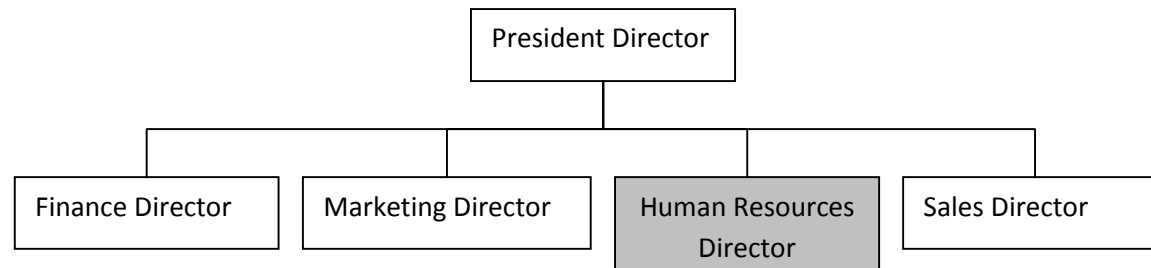 President Director
Finance Director
Marketing Director
Human Resources
Director
Sales Director